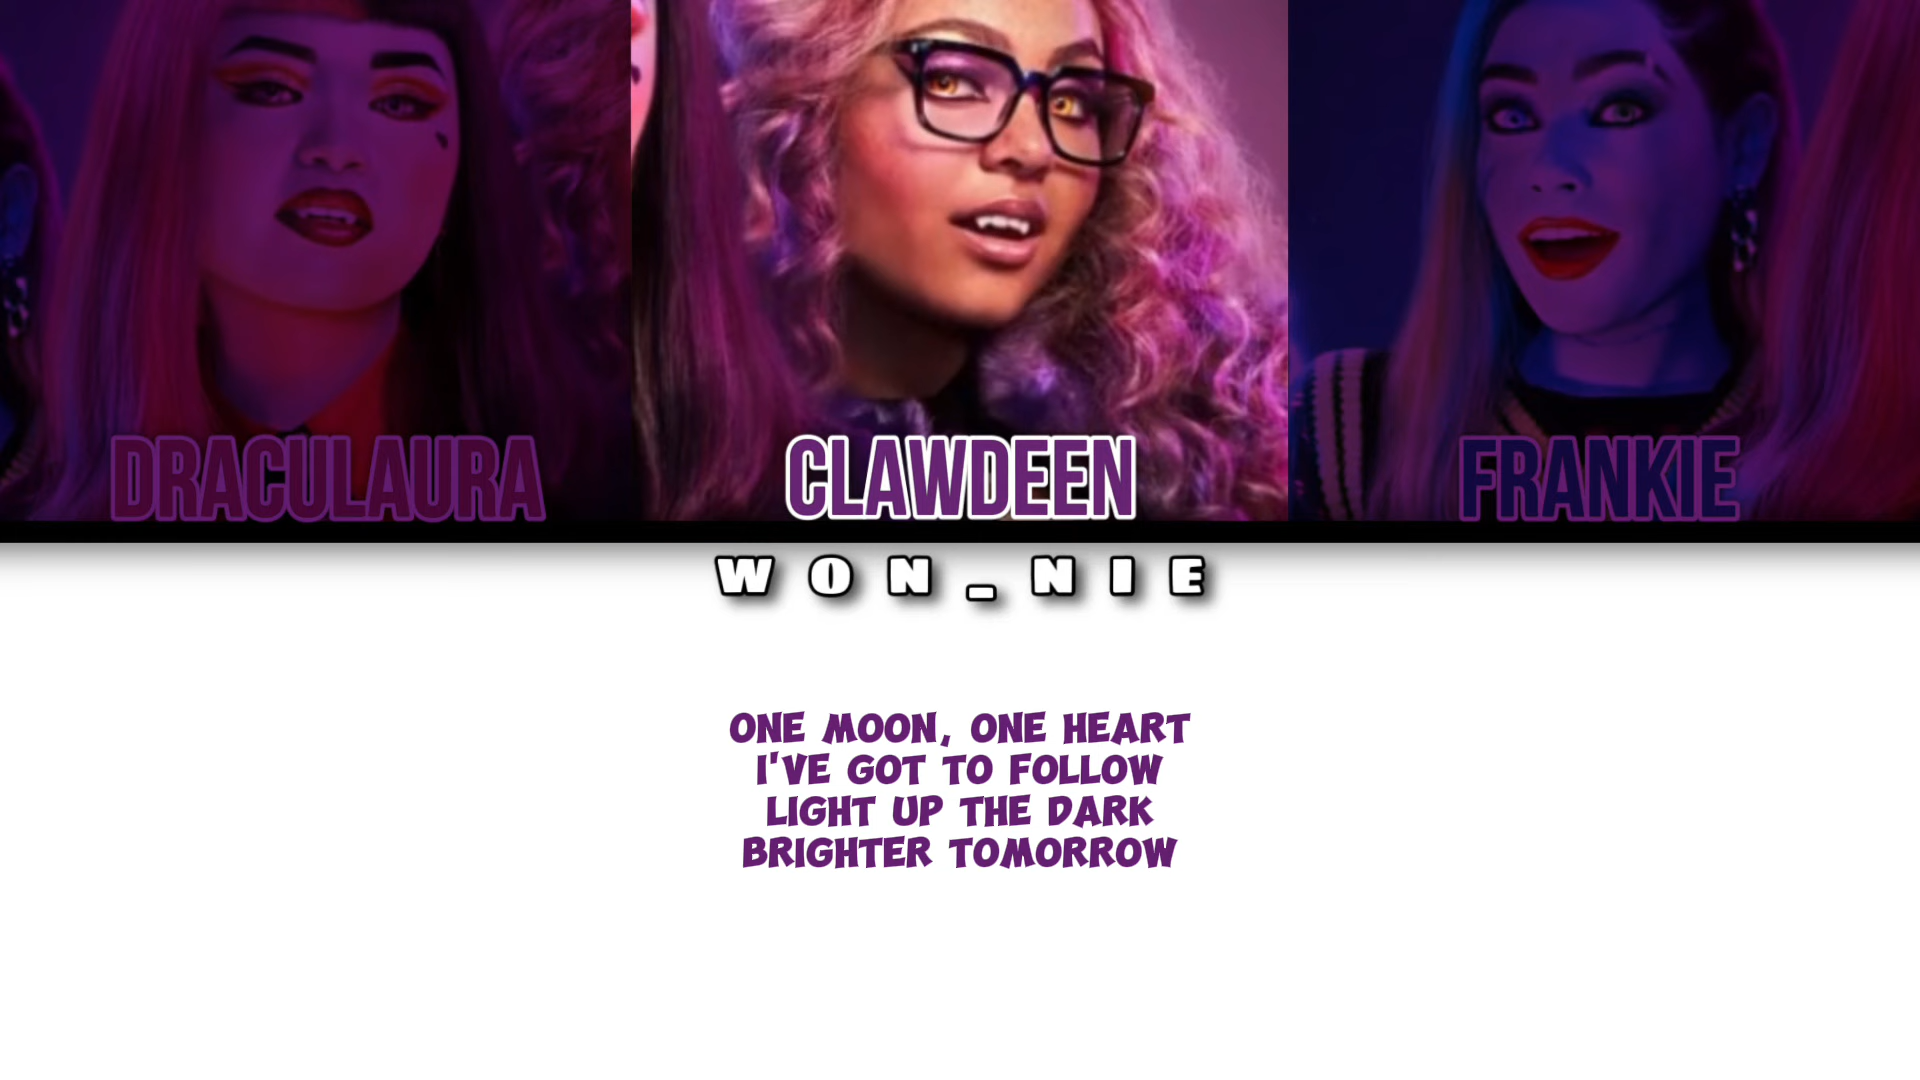 DRACULAURA
CLAWDEEN
FRANKIE
WON_NIE
ONE MOON, ONE HEART
I'VE GOT TO FOLLOW
LIGHT UP THE DARK
BRIGHTER TOMORROW